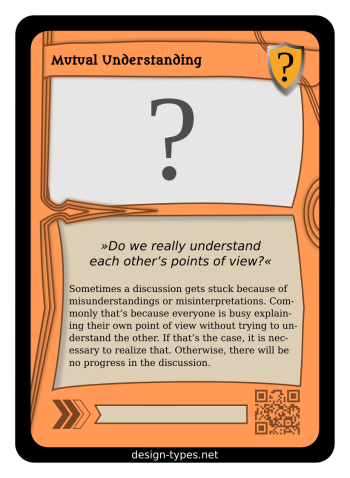 Mutual Understanding
?
?
»Do we really understand
each other’s points of view?«
Sometimes a discussion gets stuck because of
misunderstandings or misinterpretations. Com-
monly that’s because everyone is busy explain-
ing their own point of view without trying to un-
derstand the other. If that’s the case, it is nec-
essary to realize that. Otherwise, there will be
no progress in the discussion.
design-types.net